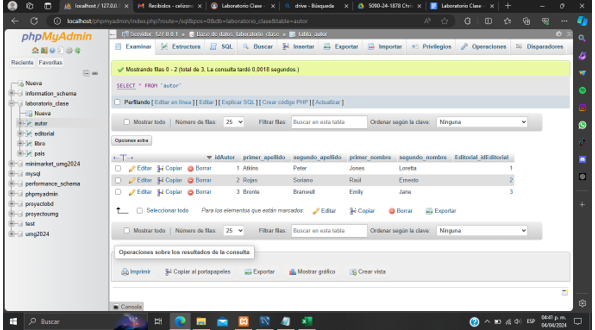 localhost / 127.0.0.1
Recibidos - cefizonc
drive - Búsqueda
5090-24-1878 Chri
Laboratorio Clase
localhost/phpmyadmin/index.php?route=/sql&pos=0&db=laboratorio_clase&table=autor
phpMyAdmin
Reciente Favoritas
Nueva
information_schema
laboratorio_clase
Nueva
autor
editorial
libro
pais
minimarket_umg2024
mysql
performance_schema
phpmyadmin
proyectobd
proyectoumg
test
umg2024
Servidor: 127.0.0.1 » Base de datos: laboratorio_clase » Tabla: autor
Examinar Estructura SQL Buscar Insertar Exportar Importar Privilegios Operaciones Disparadores
Mostrando filas 0 - 2 (total de 3, La consulta tardó 0,0018 segundos.)
SELECT * FROM `autor`
Perfilando [ Editar en línea ] [ Editar ] [ Explicar SQL ] [ Crear código PHP ] [ Actualizar ]
Mostrar todo Número de filas: 25 Filtrar filas: Buscar en esta tabla Ordenar según la clave: Ninguna
Opciones extra
idAutor primer_apellido segundo_apellido primer_nombre segundo_nombre Editorial_idEditorial
Editar Copiar Borrar 1 Atkins Peter Jones Loretta 1
Editar Copiar Borrar 2 Rojas Soriano Raúl Ernesto 2
Editar Copiar Borrar 3 Bronte Branwell Emily Jane 3
Seleccionar todo Para los elementos que están marcados: Editar Copiar Borrar Exportar
Mostrar todo Número de filas: 25 Filtrar filas: Buscar en esta tabla Ordenar según la clave: Ninguna
Operaciones sobre los resultados de la consulta
Imprimir Copiar al portapapeles Exportar Mostrar gráfico Crear vista
Consola
Buscar
ESP
04:41 p. m.
04/04/2024